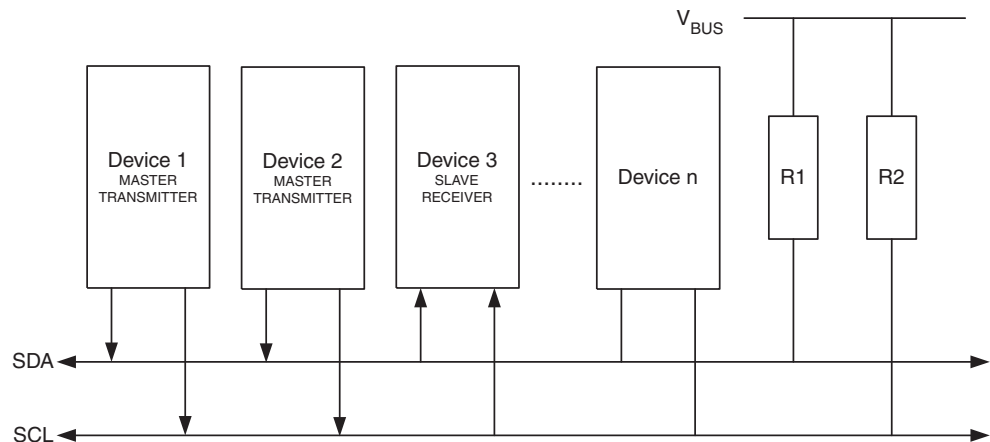 V_BUS
Device 1
MASTER
TRANSMITTER
Device 2
MASTER
TRANSMITTER
Device 3
SLAVE
RECEIVER
........
Device n
R1
R2
SDA
SCL